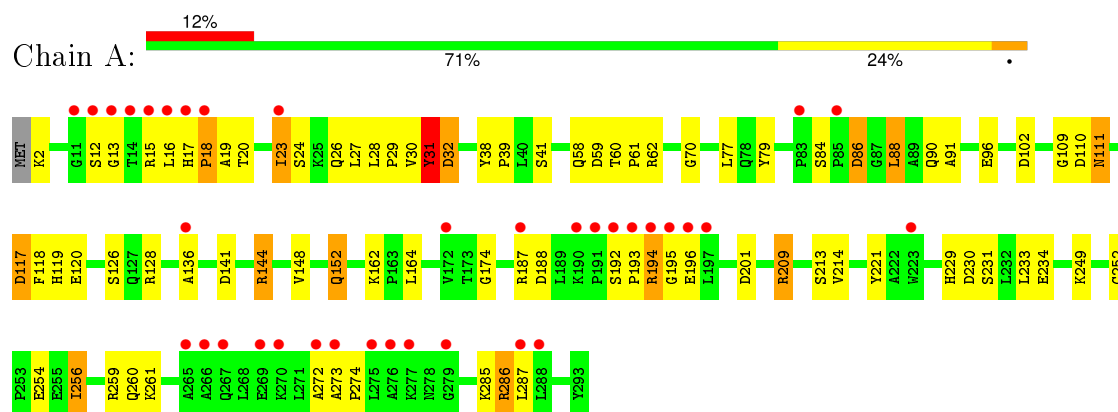 12%
Chain A:
71% 24% •
MET K2 G11 S12 G13 T14 R15 L16 H17 P18 A19 T20 I23 S24 K25 Q26 L27 L28 P29 V30 Y31 D32 Y38 P39 L40 S41 Q58 D59 T60 P61 R62 G70 L77 Q78 Y79 P83 S84 P85 D86 G87 L88 A89 Q90 A91 E96 D102 G109 D110 N111
D117 F118 H119 E120 S126 Q127 R128 A136 D141 R144 V148 Q152 K162 P163 L164 V172 T173 G174 R187 D188 L189 K190 P191 S192 P193 R194 G195 E196 L197 D201 R209 S213 V214 Y221 A222 W223 H229 D230 S231 L232 L233 E234 K249
P253 E254 E255 I256 R259 Q260 K261 A265 A266 Q267 L268 E269 K270 L271 A272 A273 P274 L275 A276 K277 N278 G279 K285 R286 L287 L288 Y293